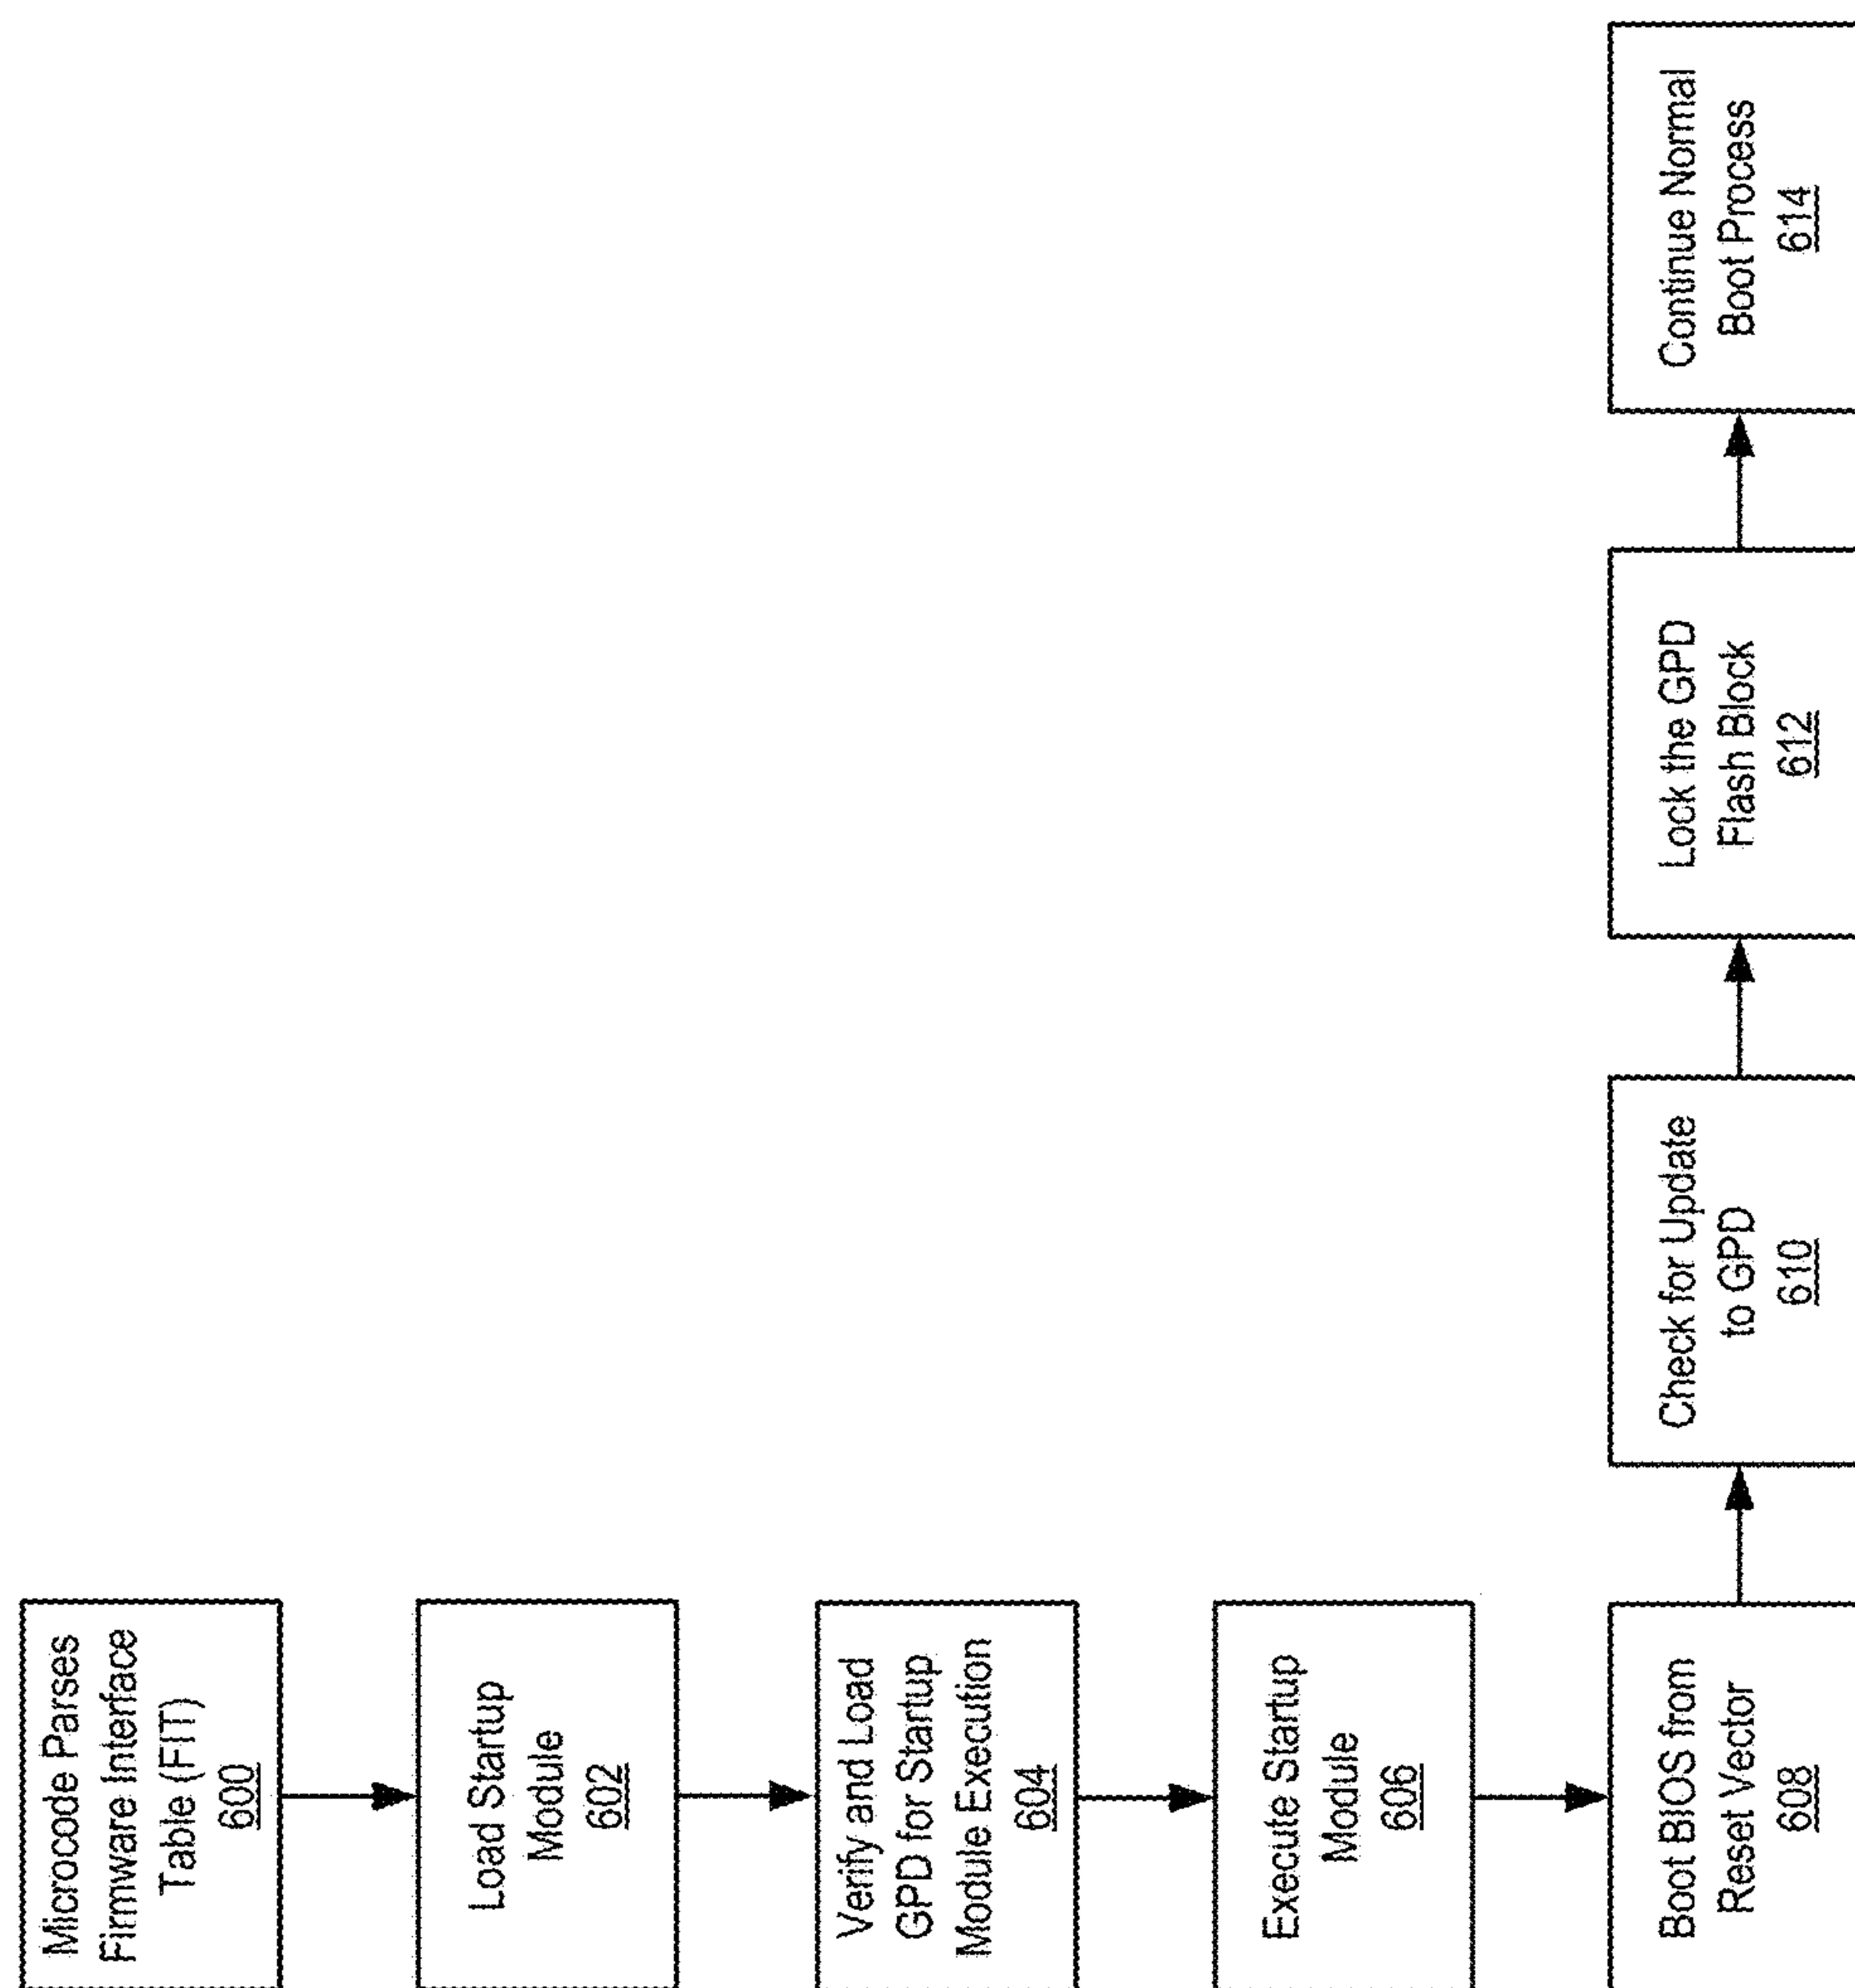 Microcode Parses
Firmware Interface
Table (FIT)
600
Load Startup
Module
602
Verify and Load
GPD for Startup
Module Execution
604
Execute Startup
Module
606
Boot BIOS from
Reset Vector
608
Check for Update
to GPD
610
Lock the GPD
Flash Block
612
Continue Normal
Boot Process
614